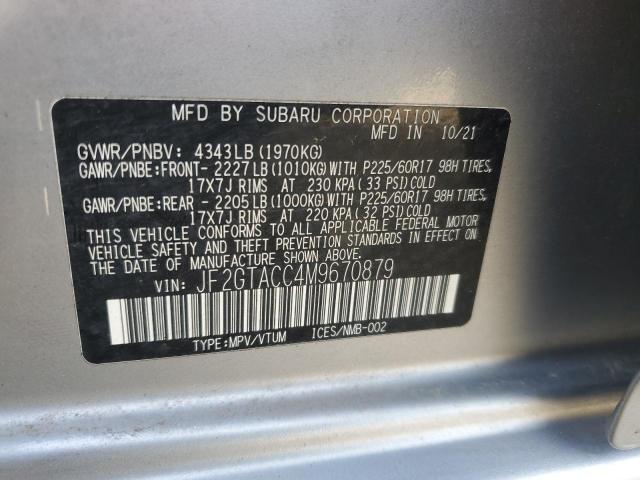 MFD BY SUBARU CORPORATION
MFD IN 10/21
GVWR/PNBV: 4343LB (1970KG)
GAWR/PNBE:FRONT- 2227LB (1010KG) WITH P225/60R17 98H TIRES,
17X7J RIMS AT 230 KPA (33 PSI) COLD
GAWR/PNBE:REAR - 2205LB (1000KG) WITH P225/60R17 98H TIRES,
17X7J RIMS AT 220 KPA (32 PSI) COLD
THIS VEHICLE CONFORMS TO ALL APPLICABLE FEDERAL MOTOR
VEHICLE SAFETY AND THEFT PREVENTION STANDARDS IN EFFECT ON
THE DATE OF MANUFACTURE SHOWN ABOVE.
VIN: JF2GTACC4M9670879
TYPE:MPV/VTUM ICES/NMB-002